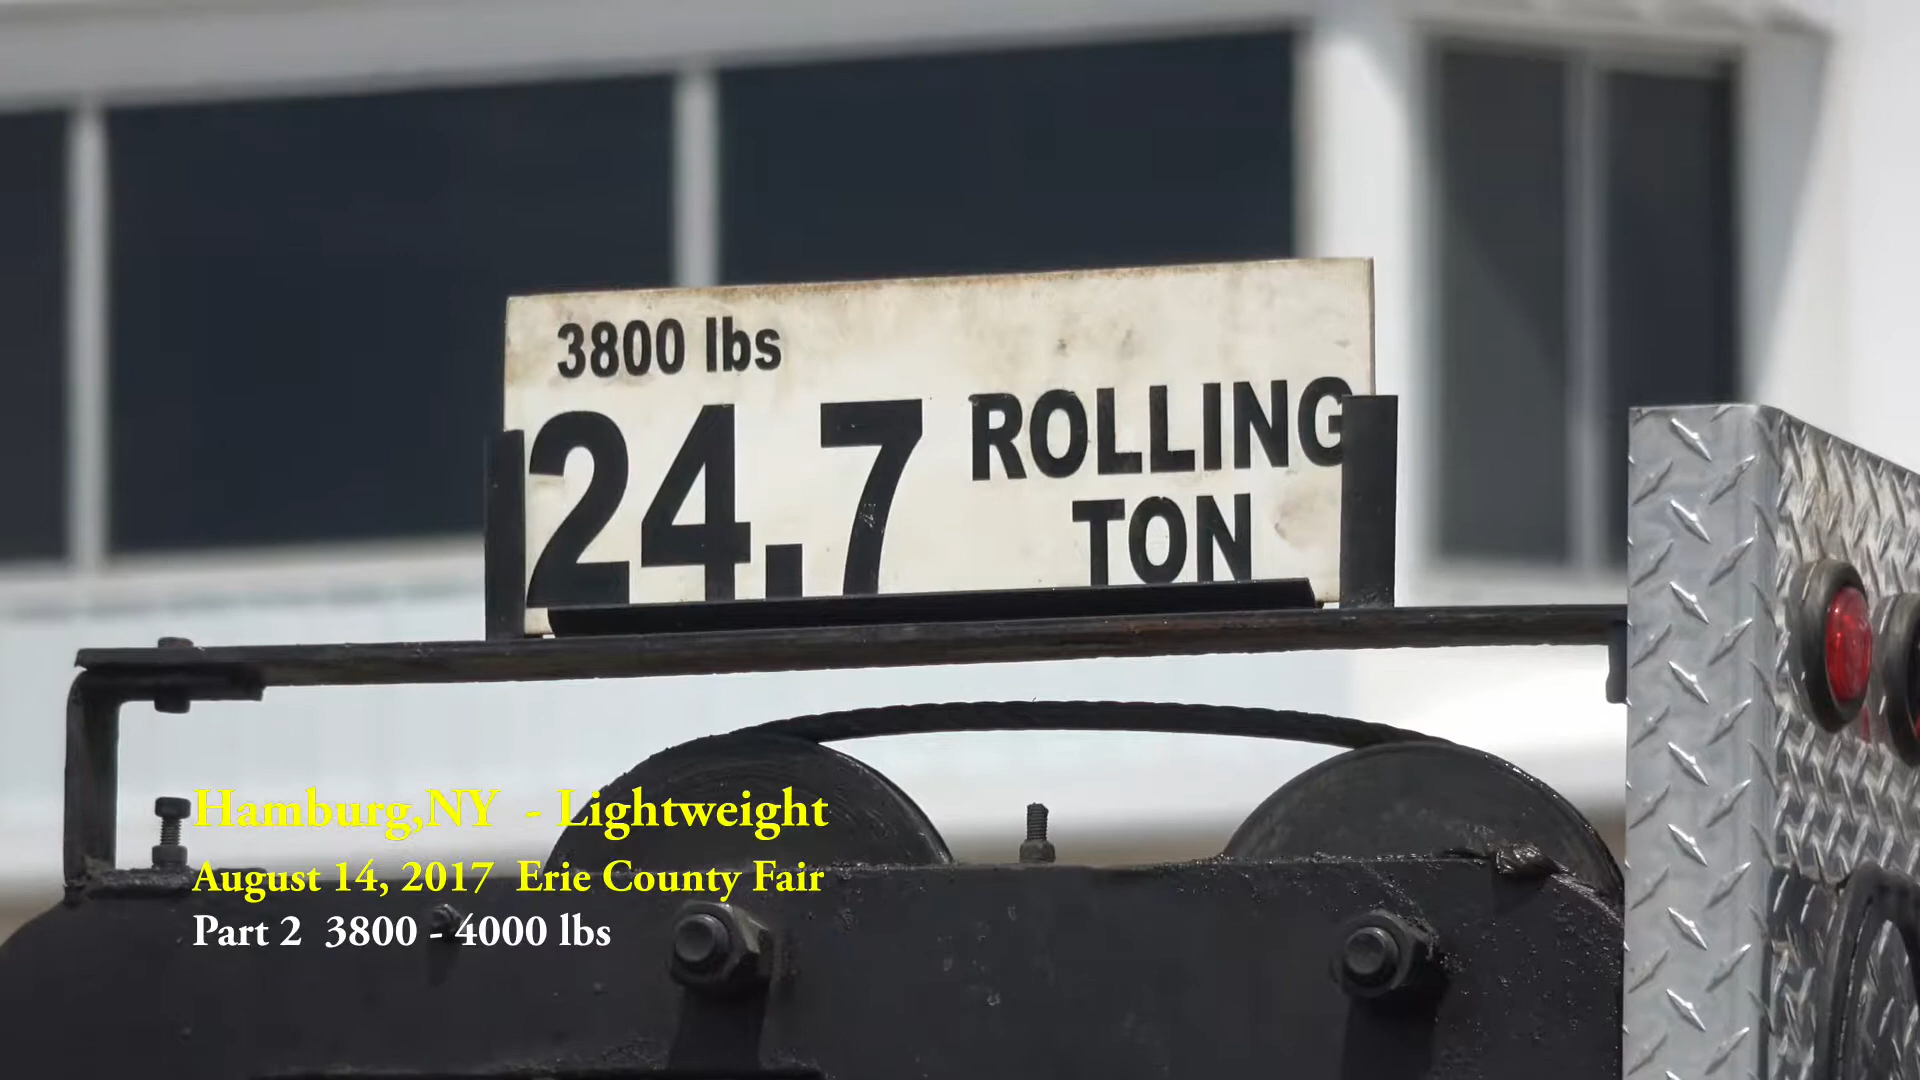 3800 lbs
24.7 ROLLING
TON
Hamburg,NY - Lightweight
August 14, 2017 Erie County Fair
Part 2 3800 - 4000 lbs